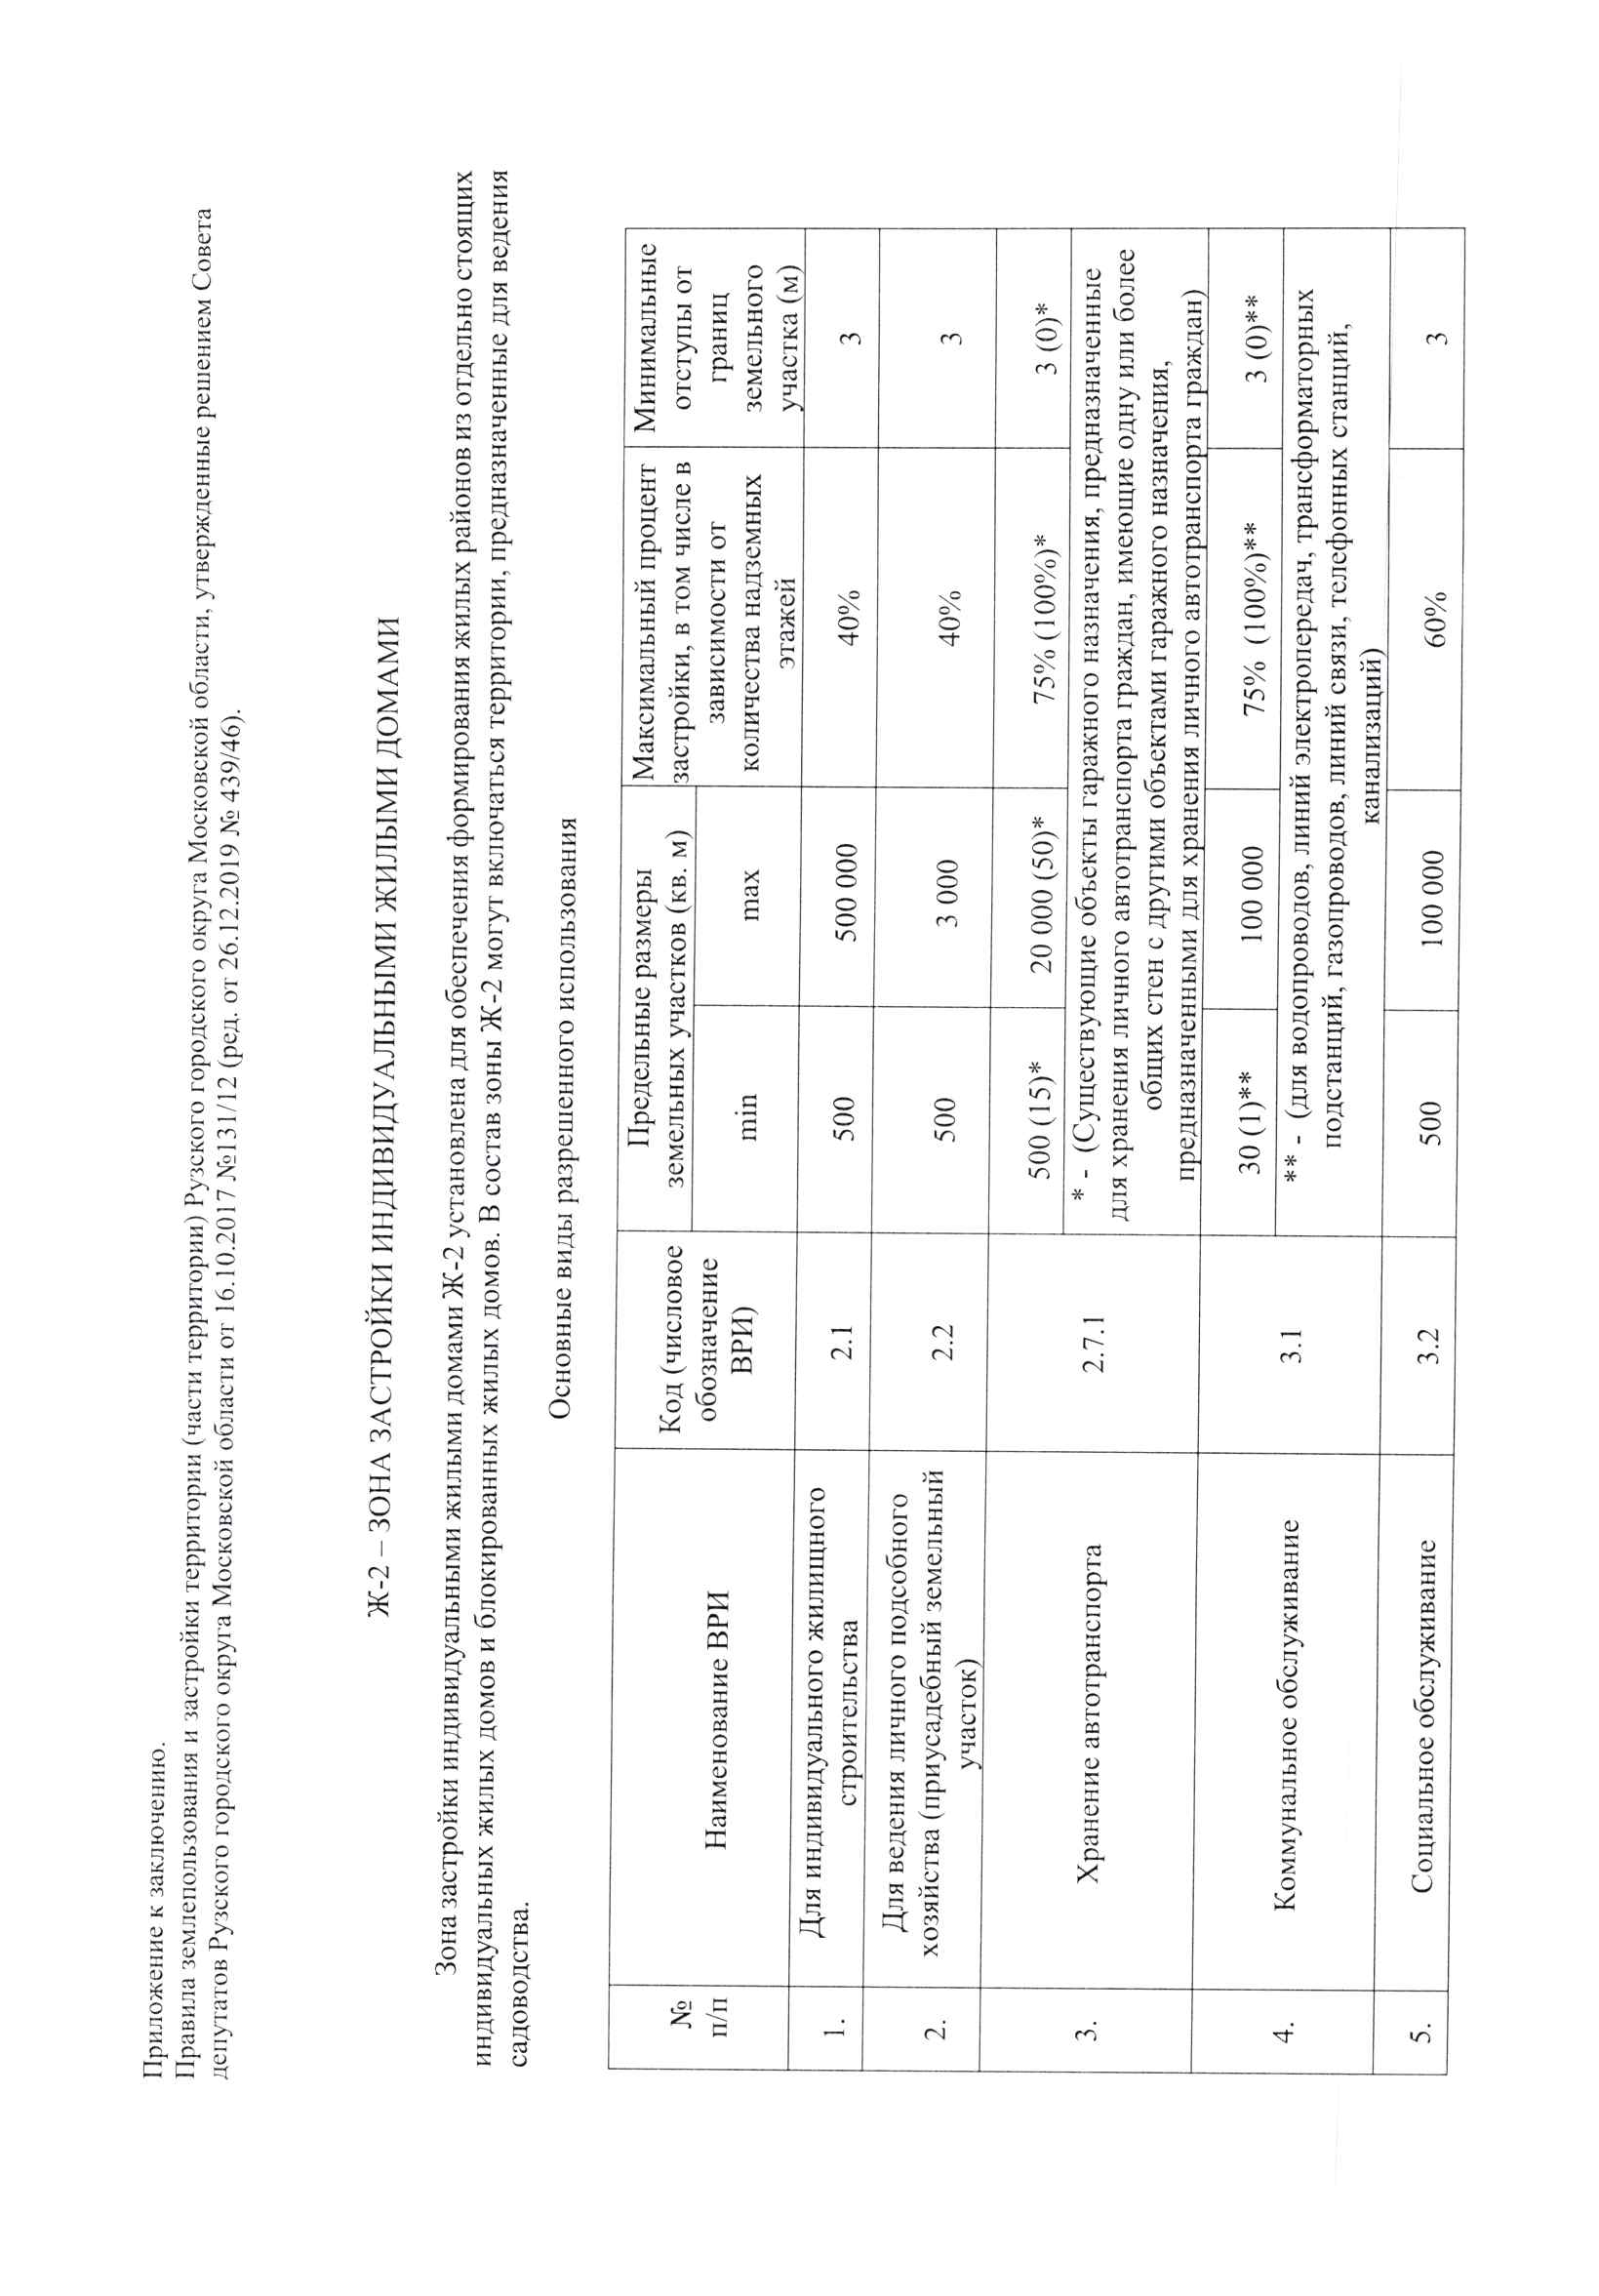 Приложение к заключению.
Правила землепользования и застройки территории (части территории) Рузского городского округа Московской области, утвержденные решением Совета
депутатов Рузского городского округа Московской области от 16.10.2017 №131/12 (ред. от 26.12.2019 № 439/46).
Ж-2 – ЗОНА ЗАСТРОЙКИ ИНДИВИДУАЛЬНЫМИ ЖИЛЫМИ ДОМАМИ
Зона застройки индивидуальными жилыми домами Ж-2 установлена для обеспечения формирования жилых районов из отдельно стоящих
индивидуальных жилых домов и блокированных жилых домов. В состав зоны Ж-2 могут включаться территории, предназначенные для ведения
садоводства.
Основные виды разрешенного использования
№
п/п
Наименование ВРИ
Код (числовое
обозначение
ВРИ)
Предельные размеры
земельных участков (кв. м)
min
max
Максимальный процент
застройки, в том числе в
зависимости от
количества надземных
этажей
Минимальные
отступы от
границ
земельного
участка (м)
1.
Для индивидуального жилищного
строительства
2.1
500
500 000
40%
3
2.
Для ведения личного подсобного
хозяйства (приусадебный земельный
участок)
2.2
500
3 000
40%
3
3.
Хранение автотранспорта
2.7.1
500 (15)*
20 000 (50)*
75% (100%)*
3 (0)*
* - (Существующие объекты гаражного назначения, предназначенные
для хранения личного автотранспорта граждан, имеющие одну или более
общих стен с другими объектами гаражного назначения,
предназначенными для хранения личного автотранспорта граждан)
4.
Коммунальное обслуживание
3.1
30 (1)**
100 000
75% (100%)**
3 (0)**
** - (для водопроводов, линий электропередач, трансформаторных
подстанций, газопроводов, линий связи, телефонных станций,
канализаций)
5.
Социальное обслуживание
3.2
500
100 000
60%
3